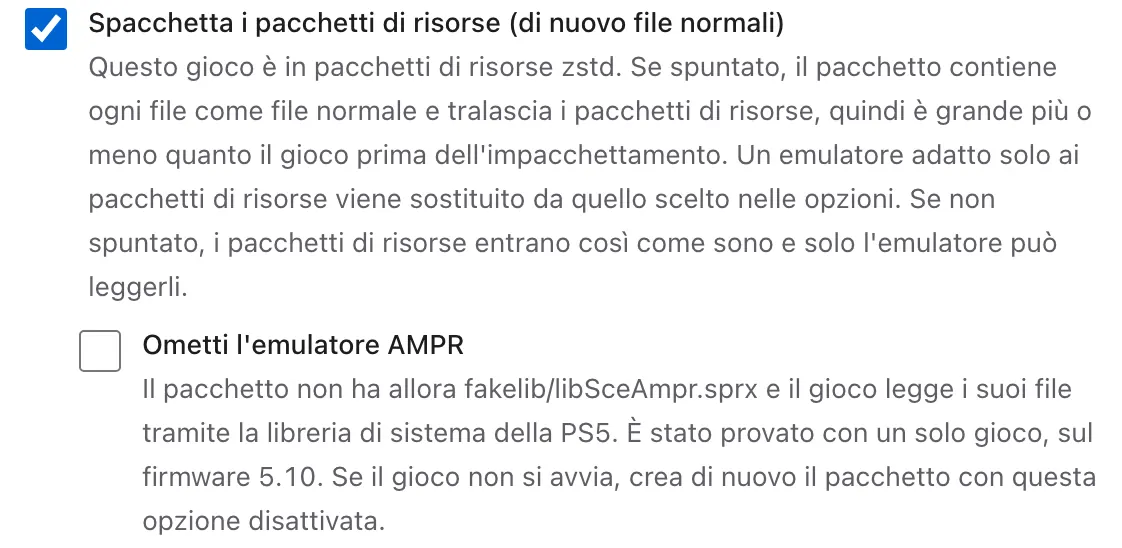 Spacchetta i pacchetti di risorse (di nuovo file normali)
Questo gioco è in pacchetti di risorse zstd. Se spuntato, il pacchetto contiene
ogni file come file normale e tralascia i pacchetti di risorse, quindi è grande più o
meno quanto il gioco prima dell'impacchettamento. Un emulatore adatto solo ai
pacchetti di risorse viene sostituito da quello scelto nelle opzioni. Se non
spuntato, i pacchetti di risorse entrano così come sono e solo l'emulatore può
leggerli.
Ometti l'emulatore AMPR
Il pacchetto non ha allora fakelib/libSceAmpr.sprx e il gioco legge i suoi file
tramite la libreria di sistema della PS5. È stato provato con un solo gioco, sul
firmware 5.10. Se il gioco non si avvia, crea di nuovo il pacchetto con questa
opzione disattivata.